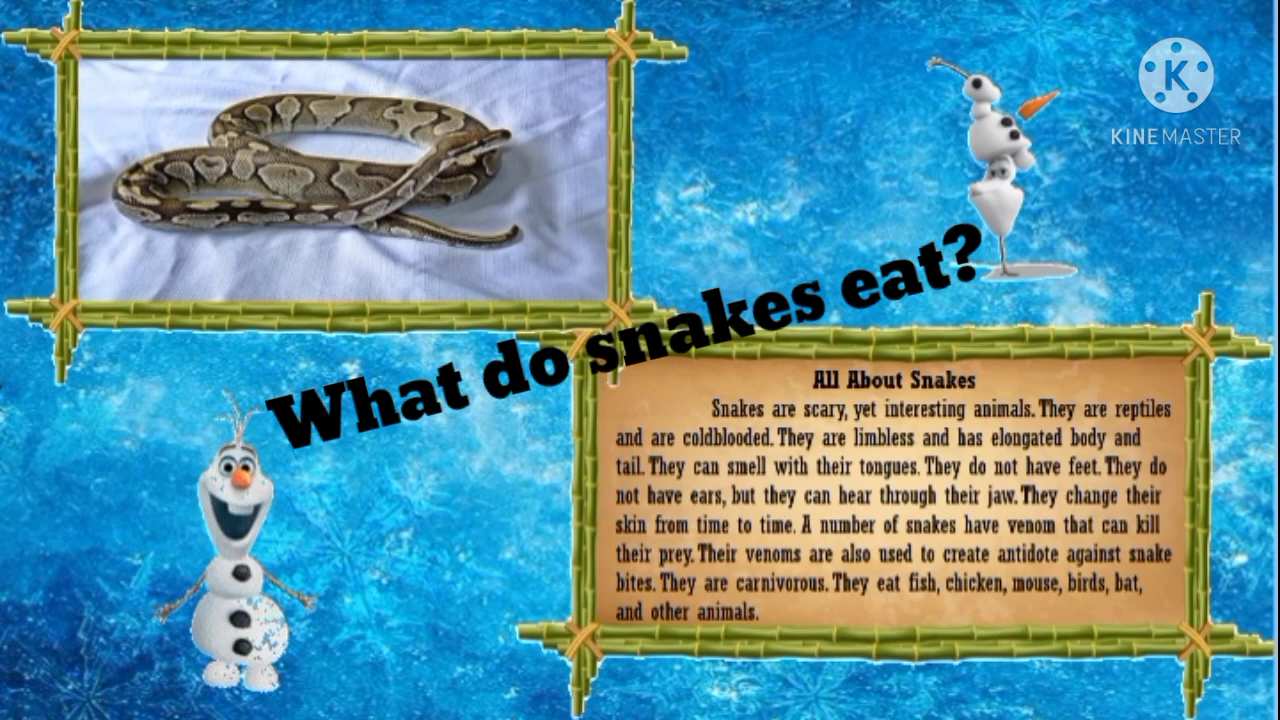 K
KINEMASTER
What do snakes eat?
All About Snakes
Snakes are scary, yet interesting animals. They are reptiles
and are coldblooded. They are limbless and has elongated body and
tail. They can smell with their tongues. They do not have feet. They do
not have ears, but they can hear through their jaw. They change their
skin from time to time. A number of snakes have venom that can kill
their prey. Their venoms are also used to create antidote against snake
bites. They are carnivorous. They eat fish, chicken, mouse, birds, bat,
and other animals.